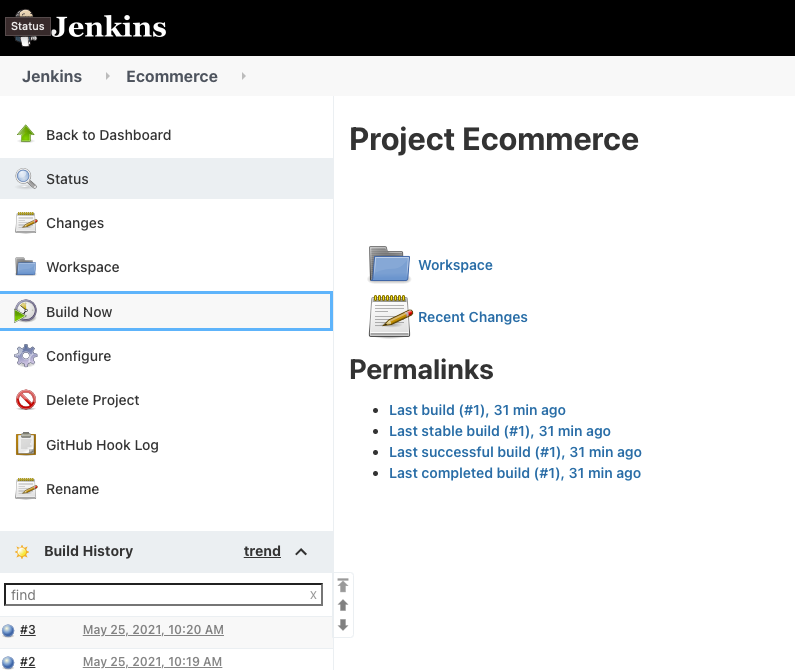 Status
Jenkins
Jenkins
Ecommerce
Back to Dashboard
Status
Changes
Workspace
Build Now
Configure
Delete Project
GitHub Hook Log
Rename
Build History
trend
find
x
#3
May 25, 2021, 10:20 AM
#2
May 25, 2021, 10:19 AM
Project Ecommerce
Workspace
Recent Changes
Permalinks
Last build (#1), 31 min ago
Last stable build (#1), 31 min ago
Last successful build (#1), 31 min ago
Last completed build (#1), 31 min ago